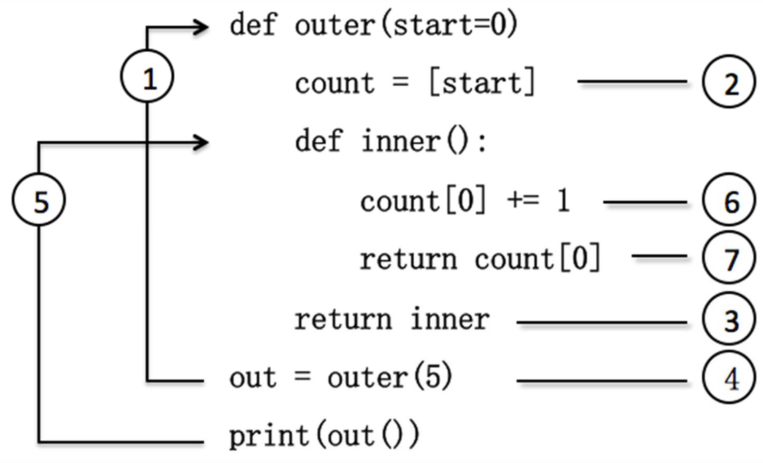 def outer(start=0)
① count = [start] ②
def inner():
⑤ count[0] += 1 ⑥
return count[0] ⑦
return inner ③
out = outer(5) ④
print(out())